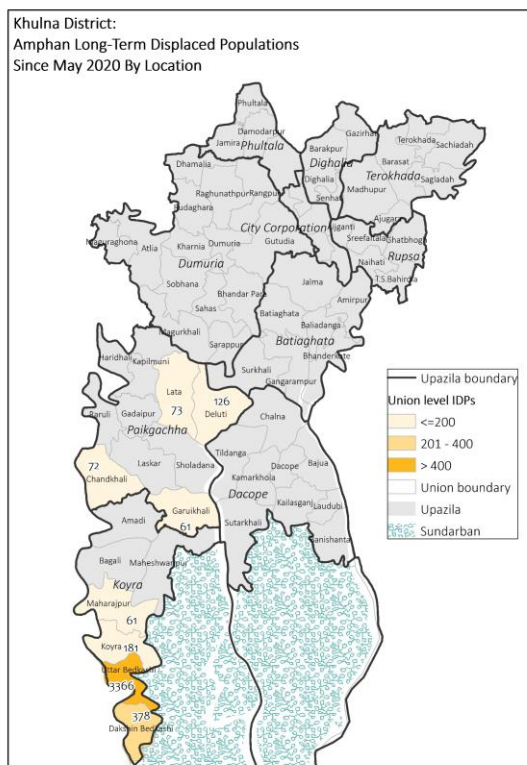 Khulna District:
Amphan Long-Term Displaced Populations
Since May 2020 By Location
Phultala
Damodarpur
Jamira
Phultala
Gazirhat
Barakpur
Dighalia
Dighalia
Senhati
Terokhada
Sachiadah
Barasat
Terokhada
Sagladah
Madhupur
Ajugara
Dhamalia
Raghunathpur
Rangpur
Rudaghara
City Corporation
Aijganti
Sreefaltala
Ghatbhog
Rupsa
Naihati
T.S.Bahirdia
Maguraghona
Atlia
Kharnia
Dumuria
Gutudia
Dumuria
Sobhana
Bhandar Para
Sahas
Magurkhali
Sarappur
Jalma
Amirpur
Batiaghata
Baliadanga
Batiaghata
Bhanderkote
Surkhali
Gangarampur
Haridhali
Kapilmuni
Lata
73
126
Deluti
Raruli
Gadaipur
Paikgachha
72
Chandkhali
Laskar
Sholadana
Garuikhali
61
Chalna
Tildanga
Dacope
Bajua
Kamarkhola
Dacope
Kailasganj
Laudubi
Sutarkhali
Banishanta
Amadi
Bagali
Maheshwaripur
Koyra
Maharajpur
61
Koyra
181
Uttar Bedkashi
3366
378
Dakshin Bedkashi
Upazila boundary
Union level IDPs
<=200
201 - 400
> 400
Union boundary
Upazila
Sundarban